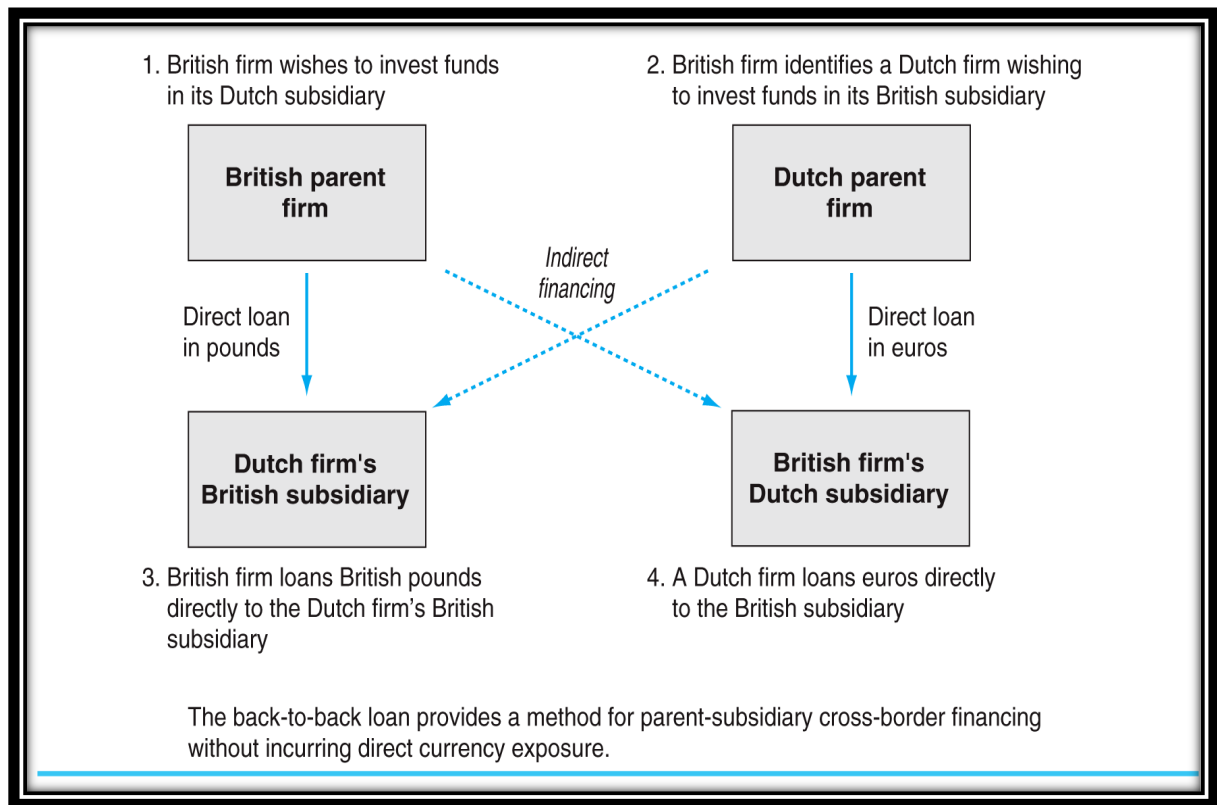 1. British firm wishes to invest funds
in its Dutch subsidiary
2. British firm identifies a Dutch firm wishing
to invest funds in its British subsidiary
British parent
firm
Dutch parent
firm
Indirect
financing
Direct loan
in pounds
Direct loan
in euros
Dutch firm's
British subsidiary
British firm's
Dutch subsidiary
3. British firm loans British pounds
directly to the Dutch firm’s British
subsidiary
4. A Dutch firm loans euros directly
to the British subsidiary
The back-to-back loan provides a method for parent-subsidiary cross-border financing
without incurring direct currency exposure.